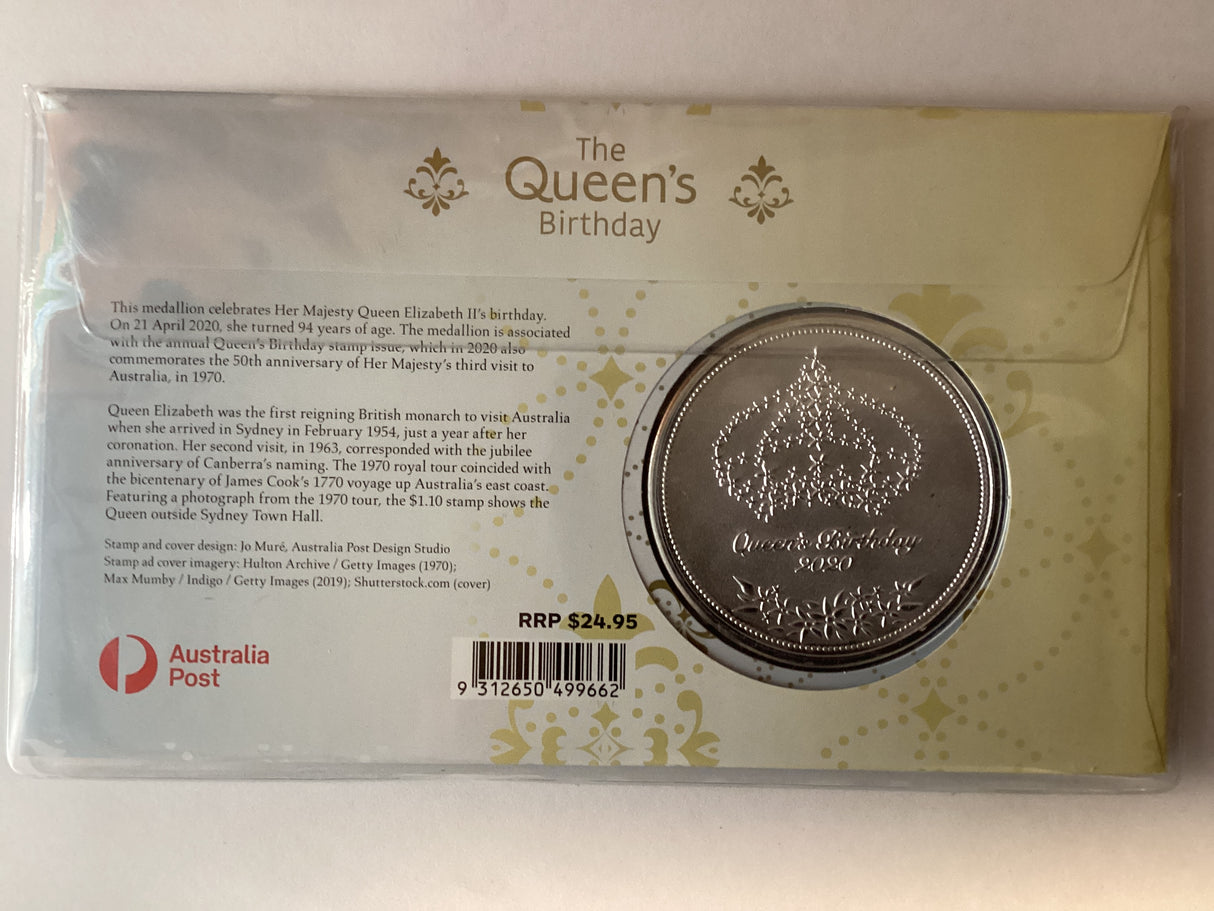 The
Queen's
Birthday
This medallion celebrates Her Majesty Queen Elizabeth II's birthday.
On 21 April 2020, she turned 94 years of age. The medallion is associated
with the annual Queen's Birthday stamp issue, which in 2020 also
commemorates the 50th anniversary of Her Majesty's third visit to
Australia, in 1970.
Queen Elizabeth was the first reigning British monarch to visit Australia
when she arrived in Sydney in February 1954, just a year after her
coronation. Her second visit, in 1963, corresponded with the jubilee
anniversary of Canberra's naming. The 1970 royal tour coincided with
the bicentenary of James Cook's 1770 voyage up Australia's east coast.
Featuring a photograph from the 1970 tour, the $1.10 stamp shows the
Queen outside Sydney Town Hall.
Stamp and cover design: Jo Muré, Australia Post Design Studio
Stamp ad cover imagery: Hulton Archive / Getty Images (1970);
Max Mumby / Indigo / Getty Images (2019); Shutterstock.com (cover)
Queen's Birthday
2020
RRP $24.95
9 312650 499662
Australia
Post